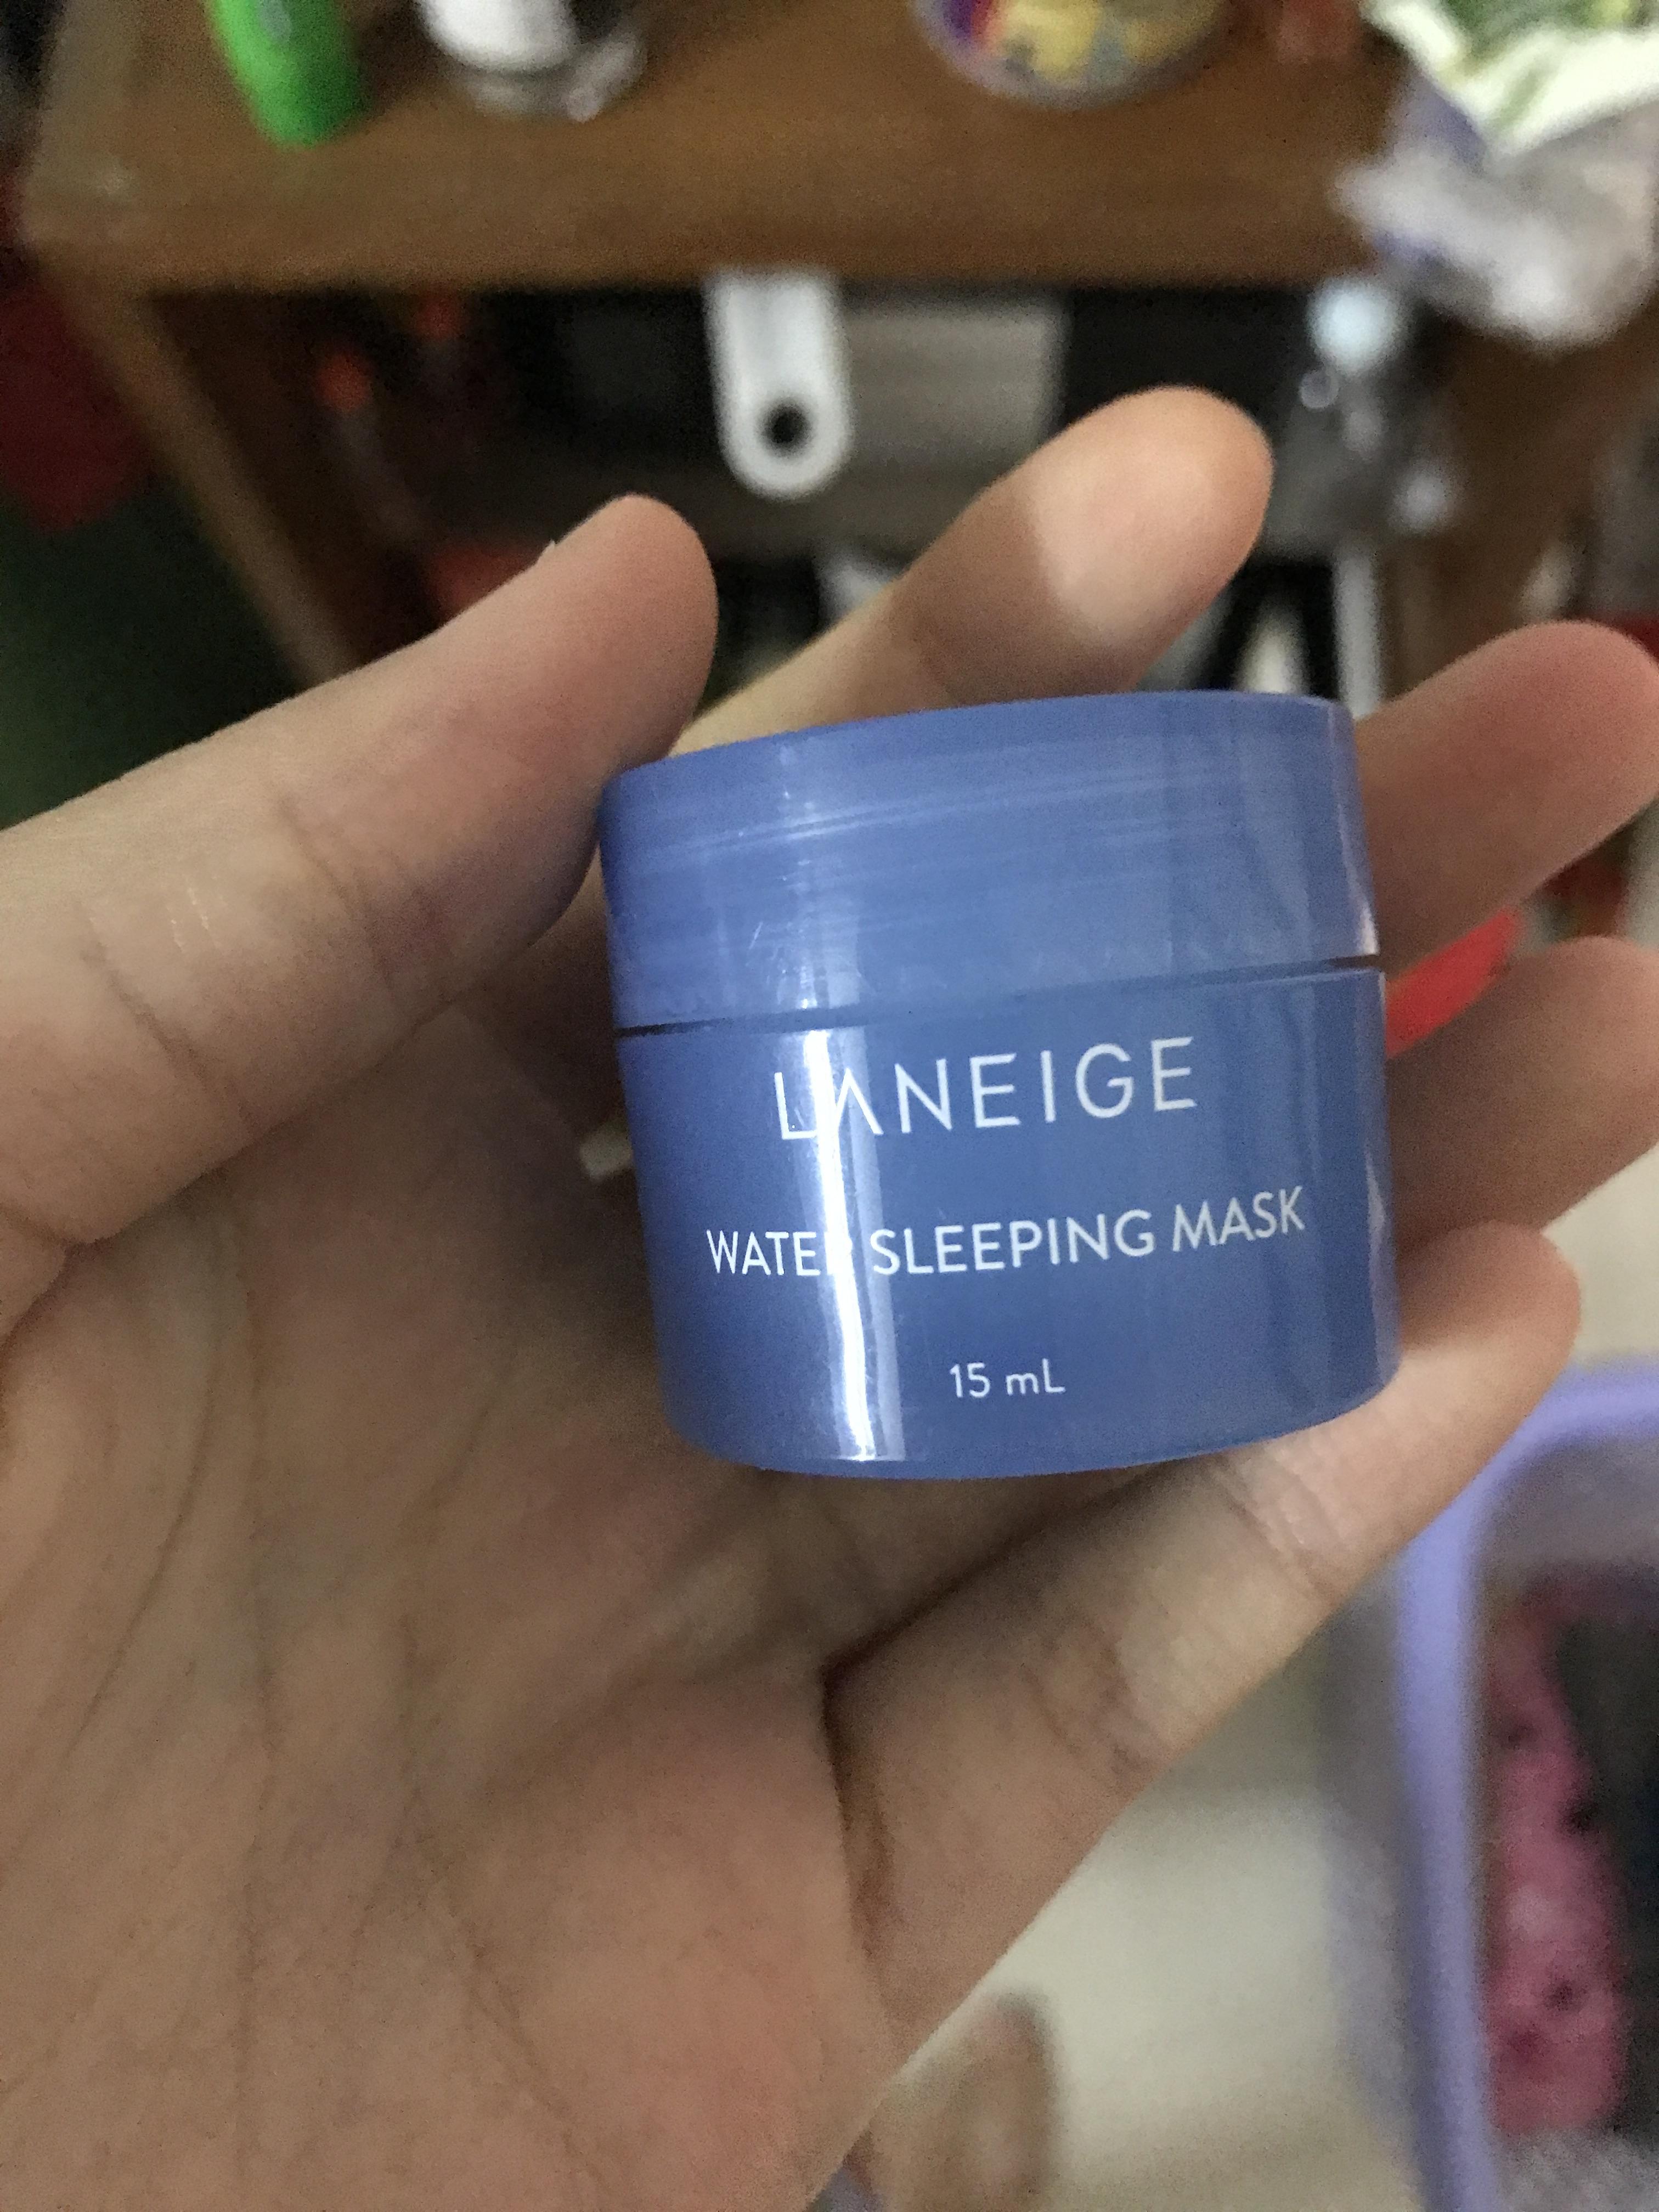 LANEIGE
WATER SLEEPING MASK
15 mL